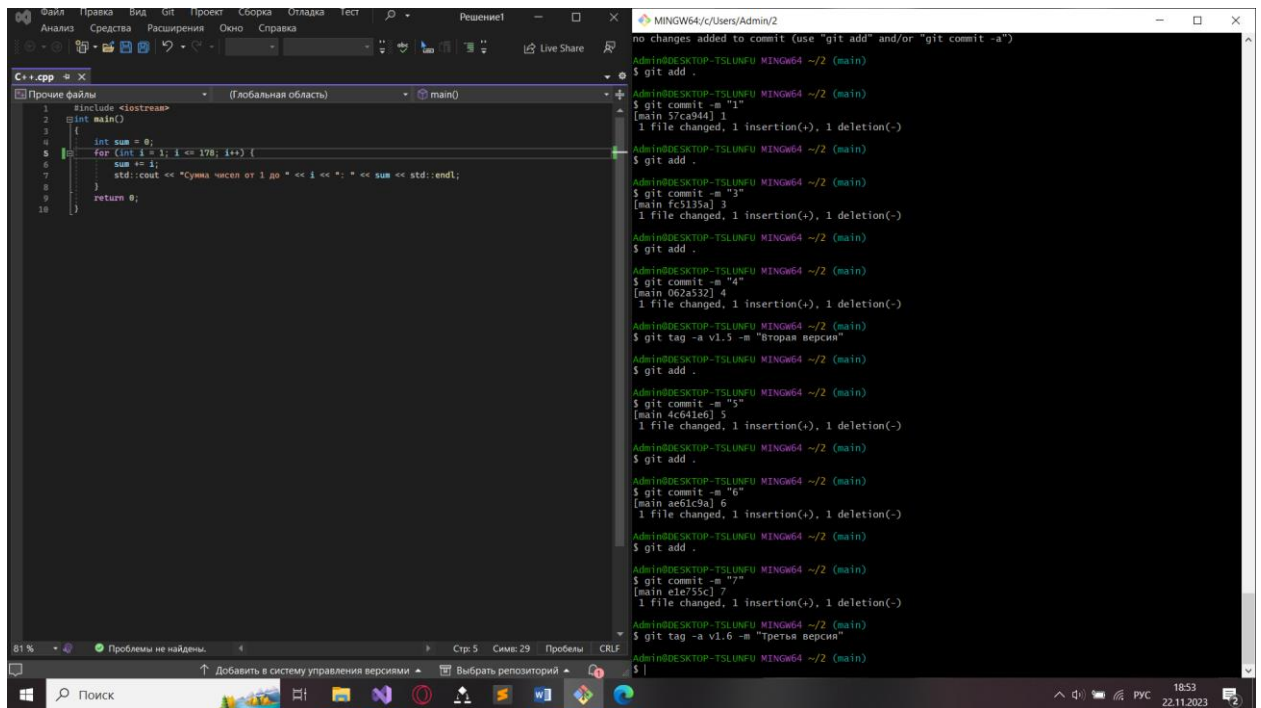 Файл Правка Вид Git Проект Сборка Отладка Тест Решение1
Анализ Средства Расширения Окно Справка
Live Share
C++.cpp
Прочие файлы (Глобальная область) main()
1 #include <iostream>
2 int main()
3 {
4 int sum = 0;
5 for (int i = 1; i <= 178; i++) {
6 sum += i;
7 std::cout << "Сумма чисел от 1 до " << i << ": " << sum << std::endl;
8 }
9 return 0;
10 }
81 % Проблемы не найдены. Стр: 5 Симв: 29 Пробелы CRLF
Добавить в систему управления версиями Выбрать репозиторий
MINGW64:/c/Users/Admin/2
no changes added to commit (use "git add" and/or "git commit -a")
Admin@DESKTOP-TSLUNFU MINGW64 ~/2 (main)
$ git add .
Admin@DESKTOP-TSLUNFU MINGW64 ~/2 (main)
$ git commit -m "1"
[main 57ca944] 1
1 file changed, 1 insertion(+), 1 deletion(-)
Admin@DESKTOP-TSLUNFU MINGW64 ~/2 (main)
$ git add .
Admin@DESKTOP-TSLUNFU MINGW64 ~/2 (main)
$ git commit -m "3"
[main fc5135a] 3
1 file changed, 1 insertion(+), 1 deletion(-)
Admin@DESKTOP-TSLUNFU MINGW64 ~/2 (main)
$ git add .
Admin@DESKTOP-TSLUNFU MINGW64 ~/2 (main)
$ git commit -m "4"
[main 062a532] 4
1 file changed, 1 insertion(+), 1 deletion(-)
Admin@DESKTOP-TSLUNFU MINGW64 ~/2 (main)
$ git tag -a v1.5 -m "Вторая версия"
Admin@DESKTOP-TSLUNFU MINGW64 ~/2 (main)
$ git add .
Admin@DESKTOP-TSLUNFU MINGW64 ~/2 (main)
$ git commit -m "5"
[main 4c641e6] 5
1 file changed, 1 insertion(+), 1 deletion(-)
Admin@DESKTOP-TSLUNFU MINGW64 ~/2 (main)
$ git add .
Admin@DESKTOP-TSLUNFU MINGW64 ~/2 (main)
$ git commit -m "6"
[main ae61c9a] 6
1 file changed, 1 insertion(+), 1 deletion(-)
Admin@DESKTOP-TSLUNFU MINGW64 ~/2 (main)
$ git add .
Admin@DESKTOP-TSLUNFU MINGW64 ~/2 (main)
$ git commit -m "7"
[main e1e755c] 7
1 file changed, 1 insertion(+), 1 deletion(-)
Admin@DESKTOP-TSLUNFU MINGW64 ~/2 (main)
$ git tag -a v1.6 -m "Третья версия"
Admin@DESKTOP-TSLUNFU MINGW64 ~/2 (main)
$
Поиск РУС 18:53
22.11.2023